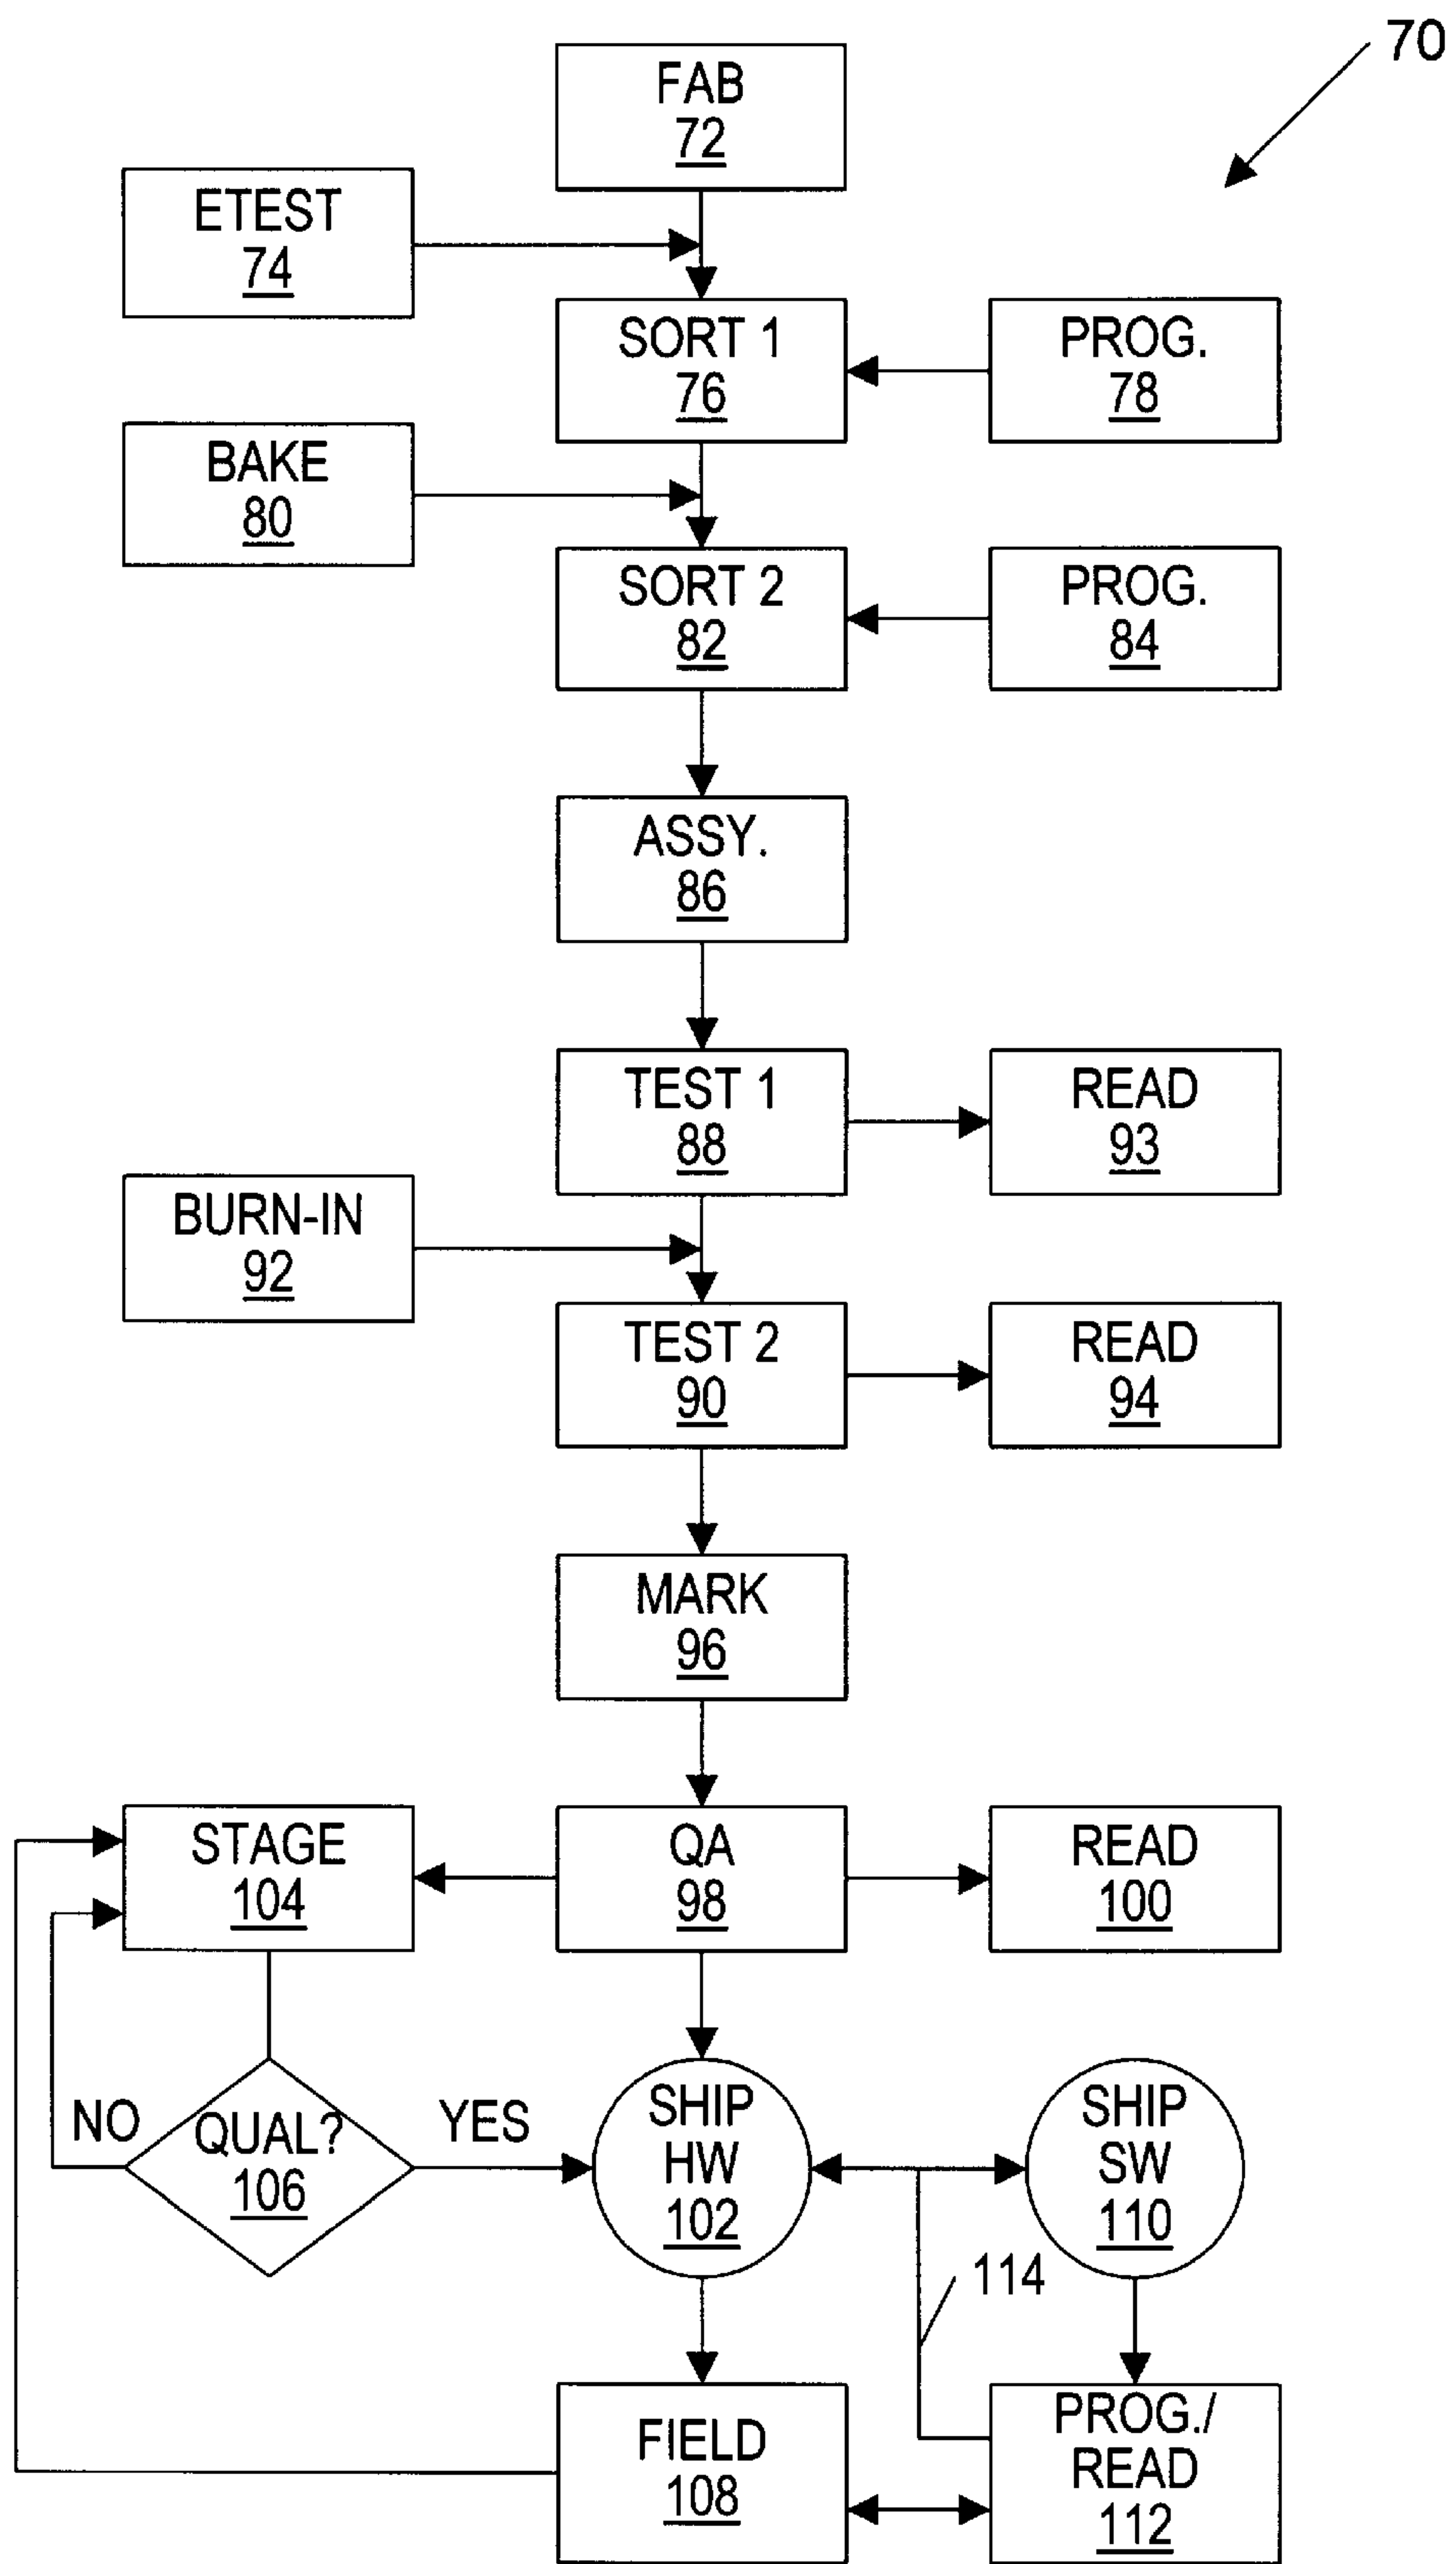 70
FAB
72
ETEST
74
SORT 1
76
PROG.
78
BAKE
80
SORT 2
82
PROG.
84
ASSY.
86
TEST 1
88
READ
93
BURN-IN
92
TEST 2
90
READ
94
MARK
96
STAGE
104
QA
98
READ
100
NO
QUAL?
106
YES
SHIP
HW
102
SHIP
SW
110
114
FIELD
108
PROG./
READ
112